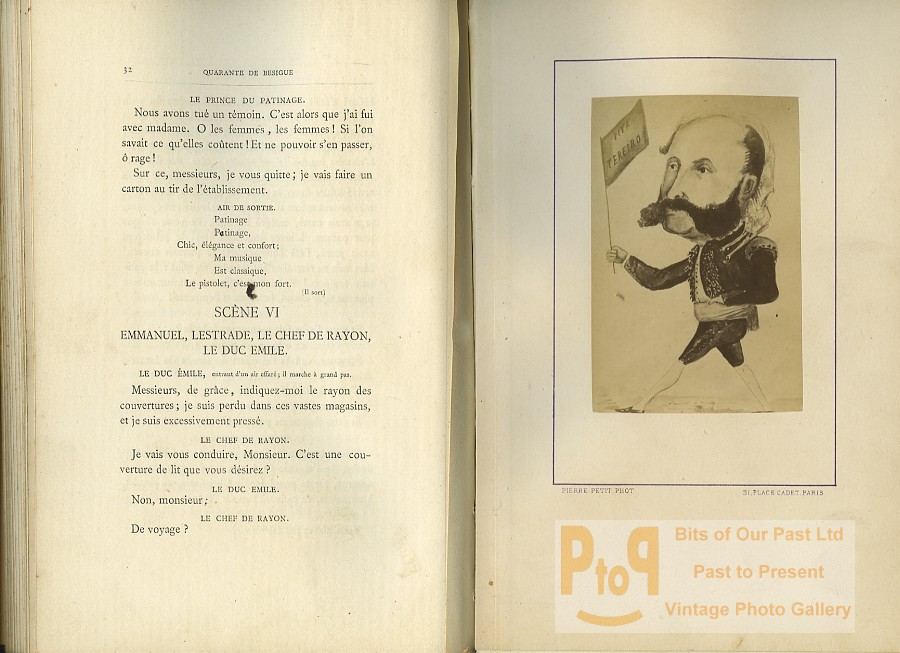 32 QUARANTE DE BESIGUE
LE PRINCE DU PATINAGE.
Nous avons tué un témoin. C'est alors que j'ai fui
avec madame. O les femmes, les femmes ! Si l'on
savait ce qu'elles coûtent ! Et ne pouvoir s'en passer,
ô rage !
Sur ce, messieurs, je vous quitte ; je vais faire un
carton au tir de l'établissement.
AIR DE SORTIE.
Patinage
Patinage,
Chic, élégance et confort ;
Ma musique
Est classique,
Le pistolet, c'est mon fort.
(Il sort)
SCÈNE VI
EMMANUEL, LESTRADE, LE CHEF DE RAYON,
LE DUC EMILE.
LE DUC ÉMILE, entrant d'un air effaré ; il marche à grand pas.
Messieurs, de grâce, indiquez-moi le rayon des
couvertures ; je suis perdu dans ces vastes magasins,
et je suis excessivement pressé.
LE CHEF DE RAYON.
Je vais vous conduire, Monsieur. C'est une cou-
verture de lit que vous désirez ?
LE DUC EMILE.
Non, monsieur ;
LE CHEF DE RAYON.
De voyage ?
VIVE
TEREIRO
PIERRE PETIT, PHOT
31, PLACE CADET, PARIS
PtoP
Bits of Our Past Ltd
Past to Present
Vintage Photo Gallery